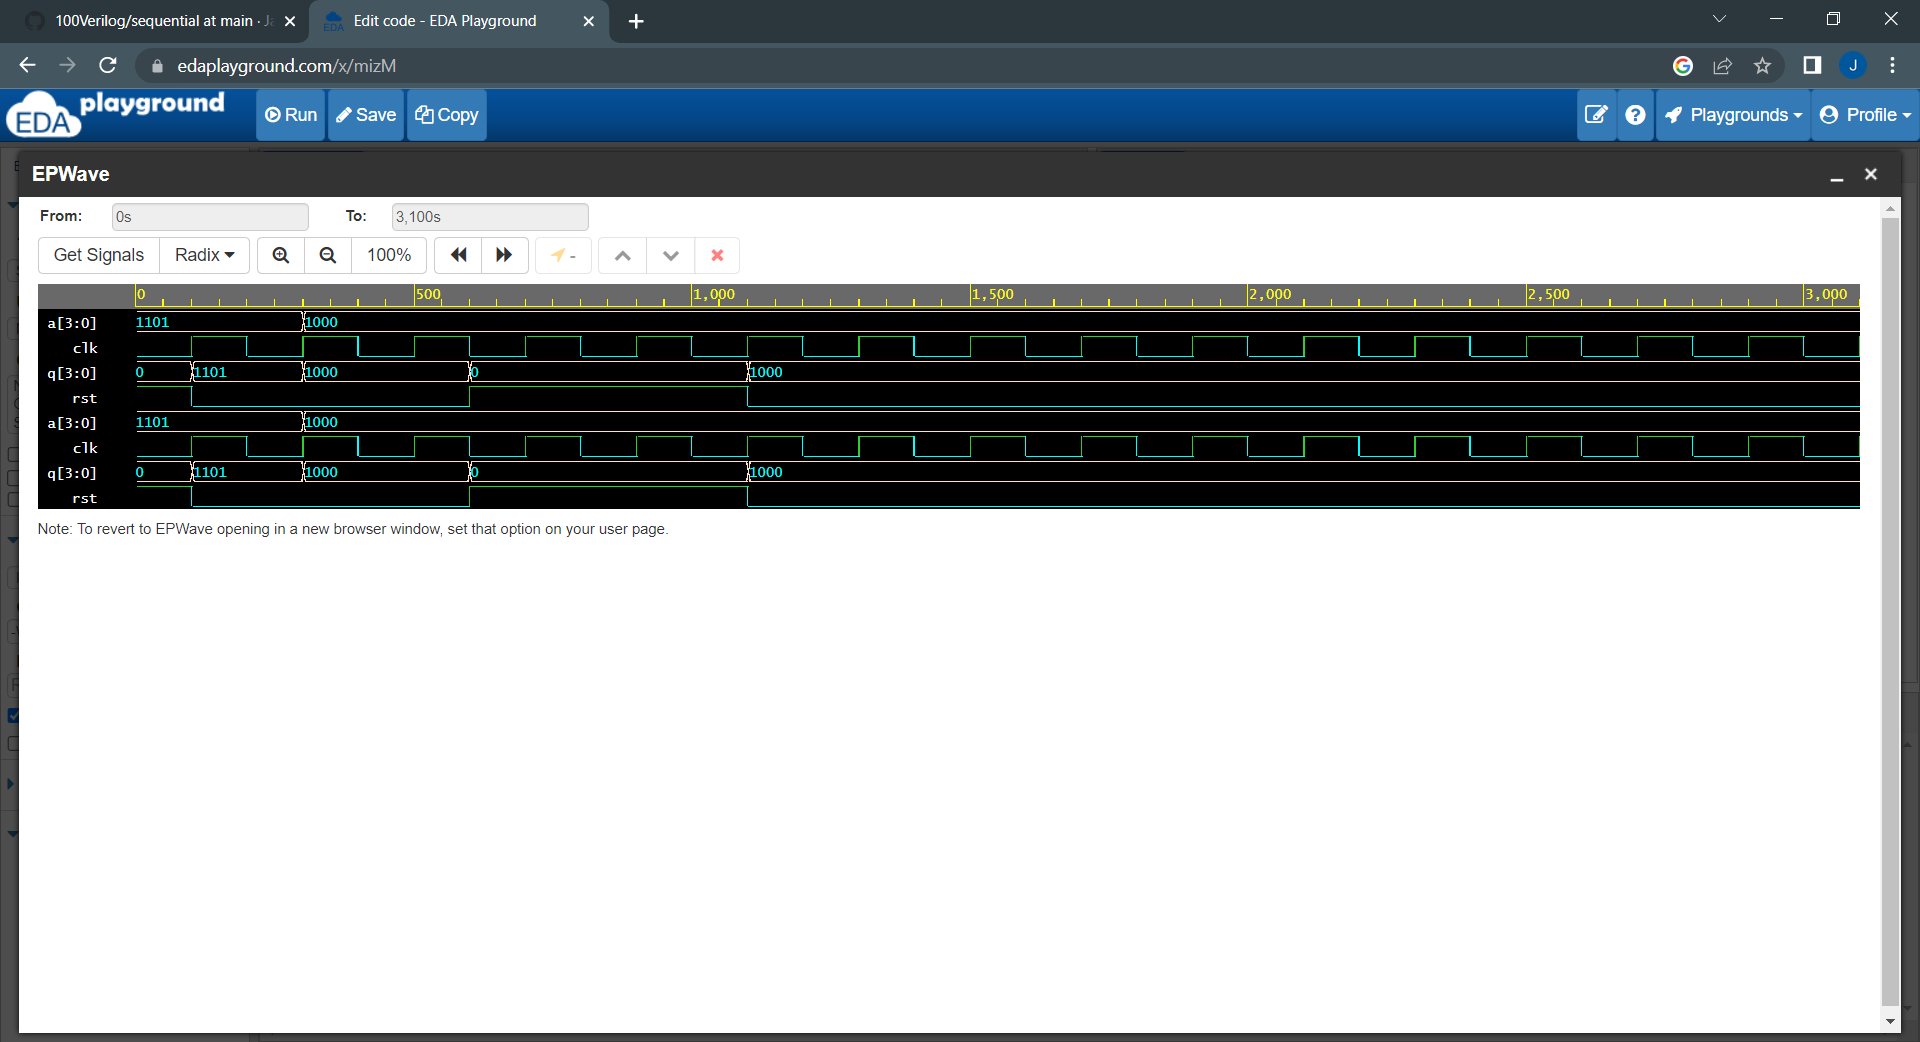 100Verilog/sequential at main · Ja
Edit code - EDA Playground
edaplayground.com/x/mizM
J
EDA playground
Run
Save
Copy
Playgrounds
Profile
EPWave
From:
0s
To:
3,100s
Get Signals
Radix
100%
-
0
500
1,000
1,500
2,000
2,500
3,000
a[3:0]
1101
1000
clk
q[3:0]
0
1101
1000
0
1000
rst
a[3:0]
1101
1000
clk
q[3:0]
0
1101
1000
0
1000
rst
Note: To revert to EPWave opening in a new browser window, set that option on your user page.